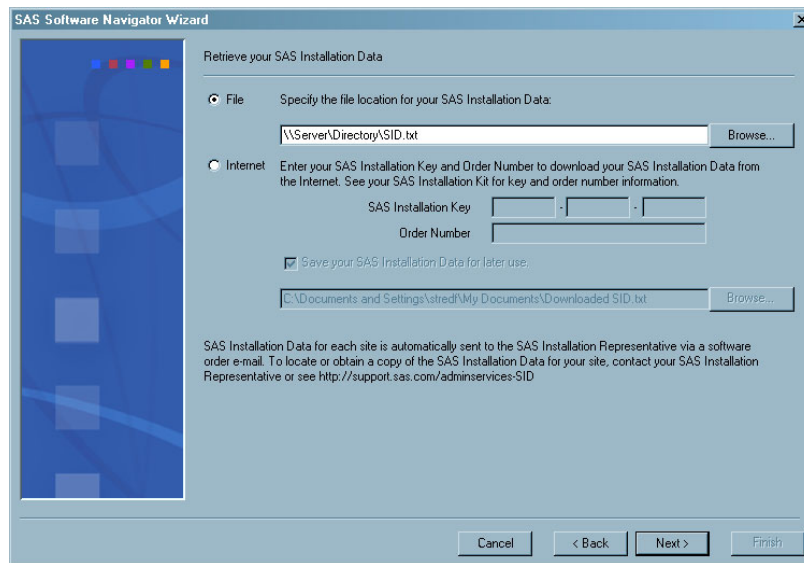 SAS Software Navigator Wizard
Retrieve your SAS Installation Data
File
Specify the file location for your SAS Installation Data:
\\Server\Directory\SID.txt
Browse...
Internet
Enter your SAS Installation Key and Order Number to download your SAS Installation Data from
the Internet. See your SAS Installation Kit for key and order number information.
SAS Installation Key
-
-
Order Number
Save your SAS Installation Data for later use.
C:\Documents and Settings\stredf\My Documents\Downloaded SID.txt
Browse...
SAS Installation Data for each site is automatically sent to the SAS Installation Representative via a software
order e-mail. To locate or obtain a copy of the SAS Installation Data for your site, contact your SAS Installation
Representative or see http://support.sas.com/adminservices-SID
Cancel
< Back
Next >
Finish